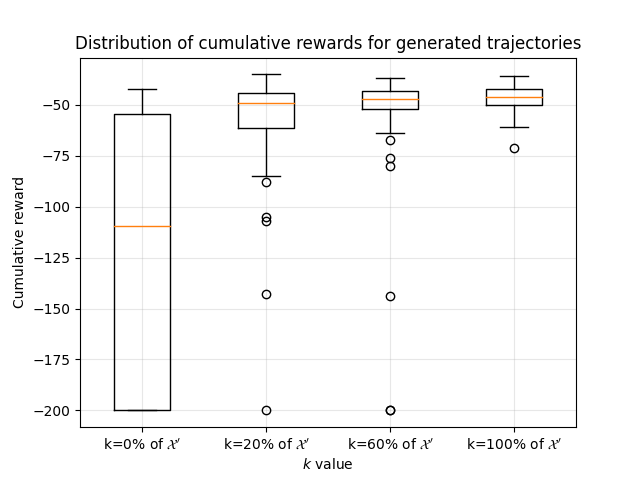 Distribution of cumulative rewards for generated trajectories
Cumulative reward
−50
−75
−100
−125
−150
−175
−200
k=0% of 𝒳′
k=20% of 𝒳′
k=60% of 𝒳′
k=100% of 𝒳′
k value